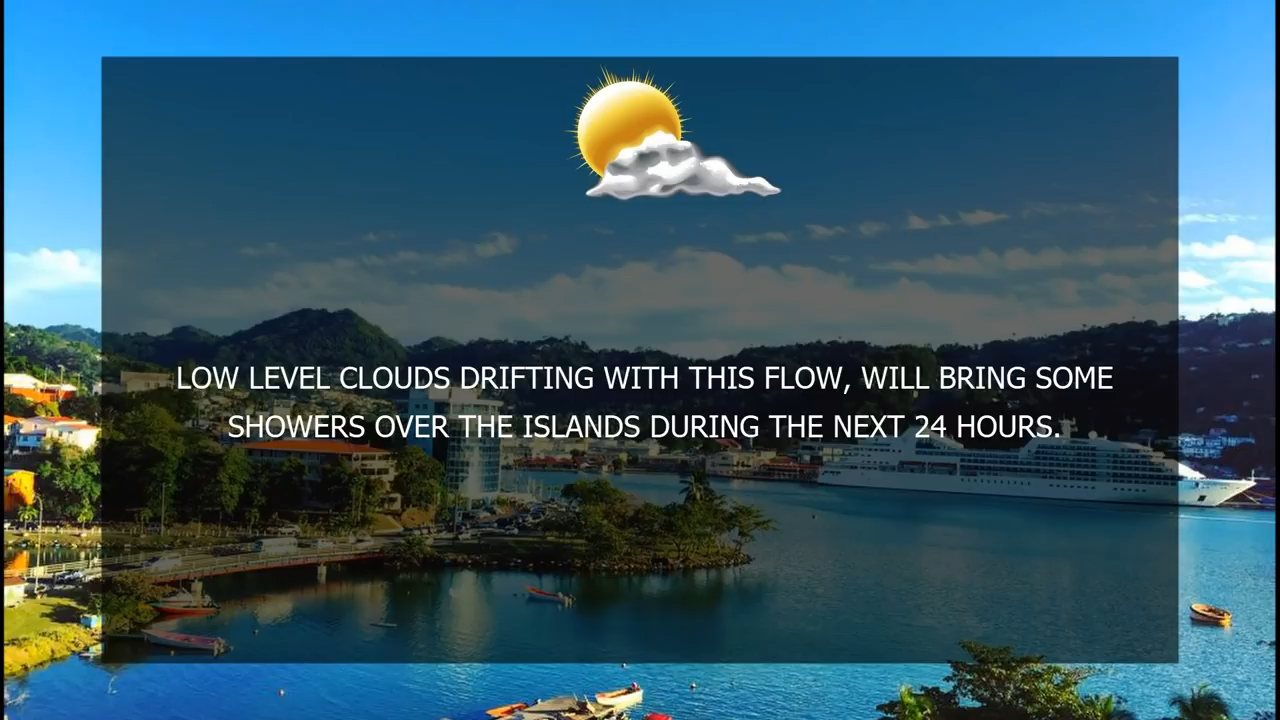 LOW LEVEL CLOUDS DRIFTING WITH THIS FLOW, WILL BRING SOME
SHOWERS OVER THE ISLANDS DURING THE NEXT 24 HOURS.